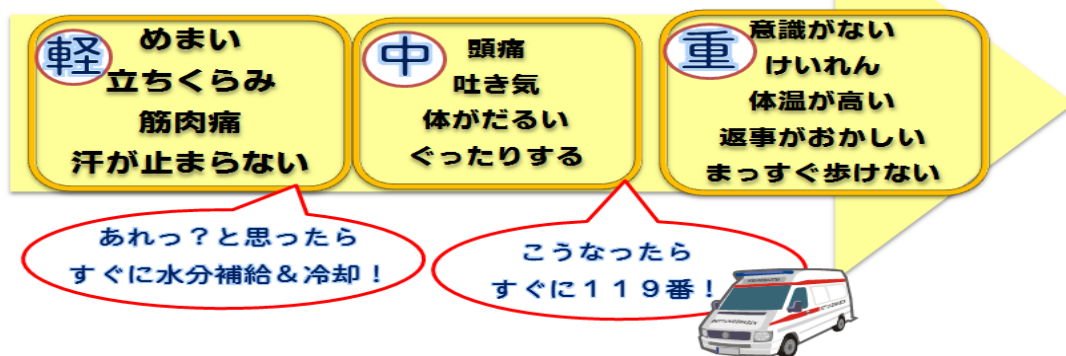 軽
めまい
立ちくらみ
筋肉痛
汗が止まらない
中
頭痛
吐き気
体がだるい
ぐったりする
重
意識がない
けいれん
体温が高い
返事がおかしい
まっすぐ歩けない
あれっ？と思ったら
すぐに水分補給＆冷却！
こうなったら
すぐに１１９番！